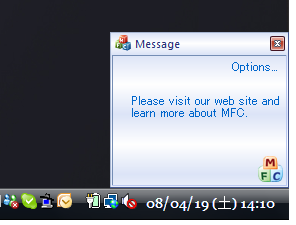 Message
Options...
Please visit our web site and
learn more about MFC.
M
F C
08/04/19 (土) 14:10